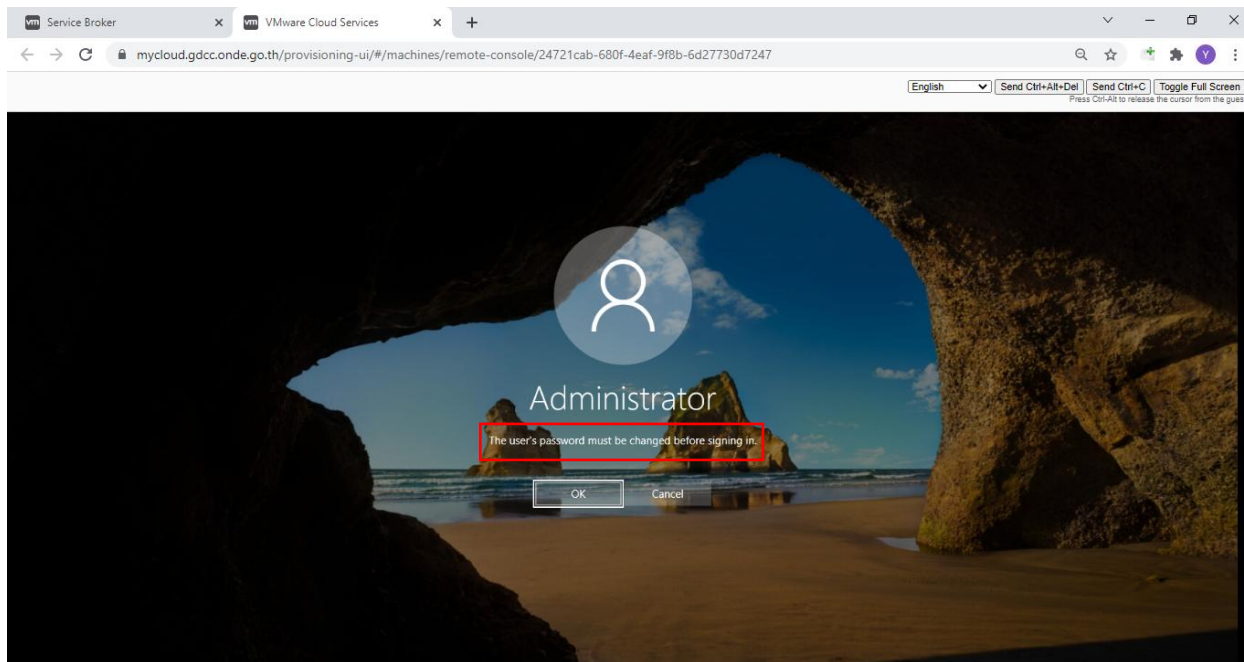 vm Service Broker
vm VMware Cloud Services
mycloud.gdcc.onde.go.th/provisioning-ui/#/machines/remote-console/24721cab-680f-4eaf-9f8b-6d27730d7247
Y
English Send Ctrl+Alt+Del Send Ctrl+C Toggle Full Screen
Press Ctrl-Alt to release the cursor from the gues
Administrator
The user's password must be changed before signing in.
OK Cancel